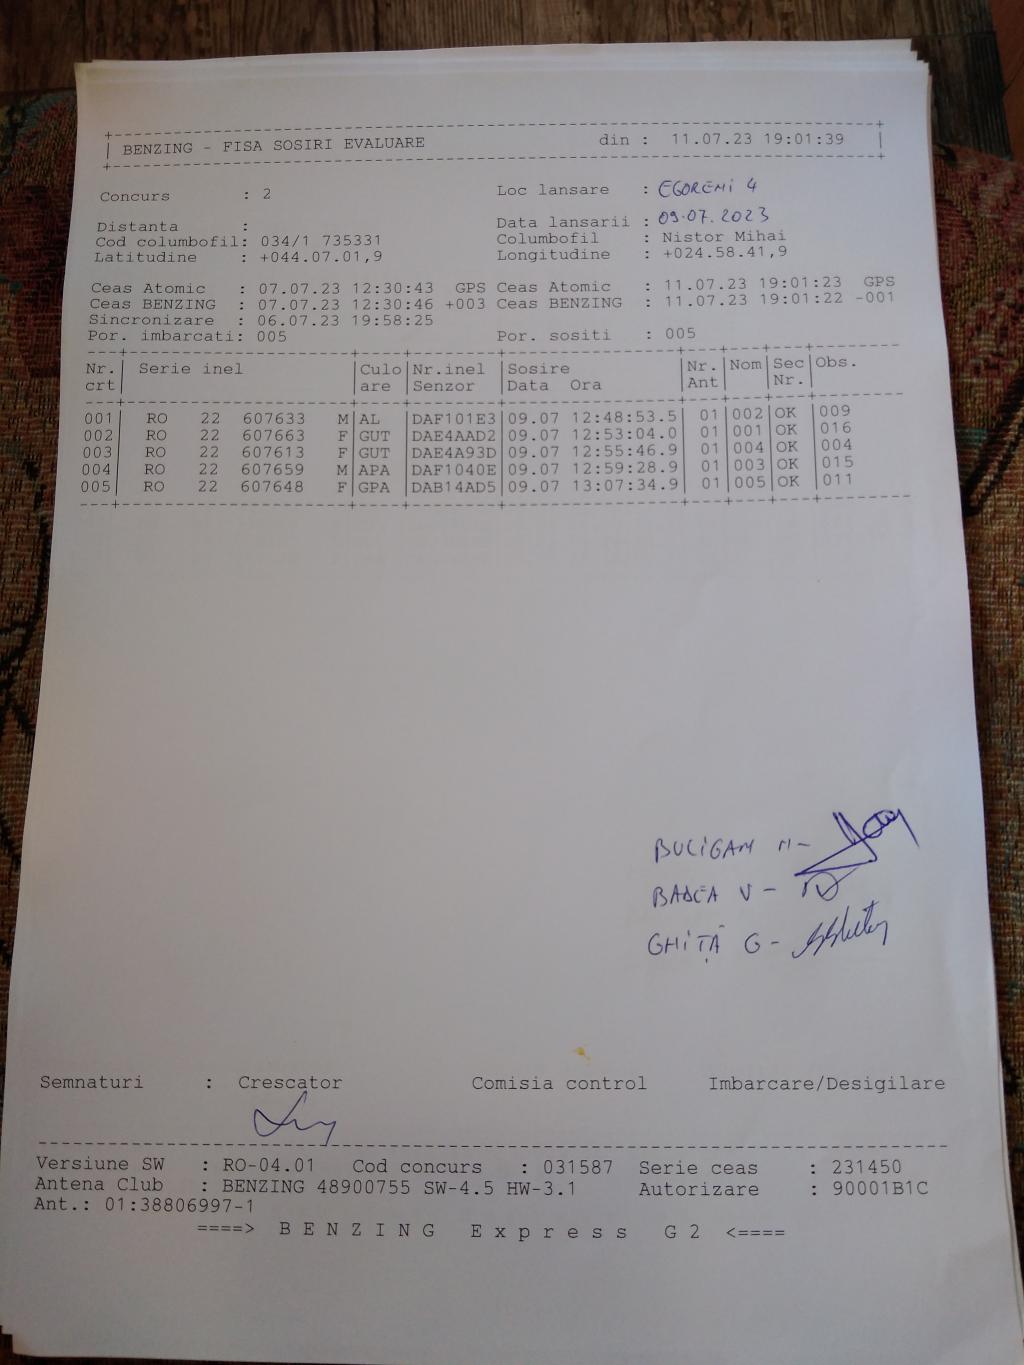 BENZING - FISA SOSIRI EVALUARE din : 11.07.23 19:01:39
Concurs : 2 Loc lansare : EGOREMI 4
Distanta : Data lansarii : 09.07.2023
Cod columbofil: 034/1 735331 Columbofil : Nistor Mihai
Latitudine : +044.07.01,9 Longitudine : +024.58.41,9
Ceas Atomic : 07.07.23 12:30:43 GPS Ceas Atomic : 11.07.23 19:01:23 GPS
Ceas BENZING : 07.07.23 12:30:46 +003 Ceas BENZING : 11.07.23 19:01:22 -001
Sincronizare : 06.07.23 19:58:25
Por. imbarcati: 005 Por. sositi : 005
Nr. Serie inel Culo Nr.inel Sosire Nr. Nom Sec Obs.
crt are Senzor Data Ora Ant Nr.
001 RO 22 607633 M AL DAF101E3 09.07 12:48:53.5 01 002 OK 009
002 RO 22 607663 F GUT DAE4AAD2 09.07 12:53:04.0 01 001 OK 016
003 RO 22 607613 F GUT DAE4A93D 09.07 12:55:46.9 01 004 OK 004
004 RO 22 607659 M APA DAF1040E 09.07 12:59:28.9 01 003 OK 015
005 RO 22 607648 F GPA DAB14AD5 09.07 13:07:34.9 01 005 OK 011
BULIGAN M-
BADEA V -
GHIȚĂ G -
Semnaturi : Crescator Comisia control Imbarcare/Desigilare
Versiune SW : RO-04.01 Cod concurs : 031587 Serie ceas : 231450
Antena Club : BENZING 48900755 SW-4.5 HW-3.1 Autorizare : 90001B1C
Ant.: 01:38806997-1
====> B E N Z I N G E x p r e s s G 2 <====